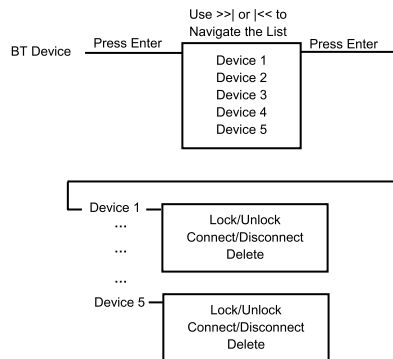 Use >>| or |<< to
Navigate the List
BT Device
Press Enter
Press Enter
Device 1
Device 2
Device 3
Device 4
Device 5
Device 1
Lock/Unlock
Connect/Disconnect
Delete
...
...
...
Device 5
Lock/Unlock
Connect/Disconnect
Delete